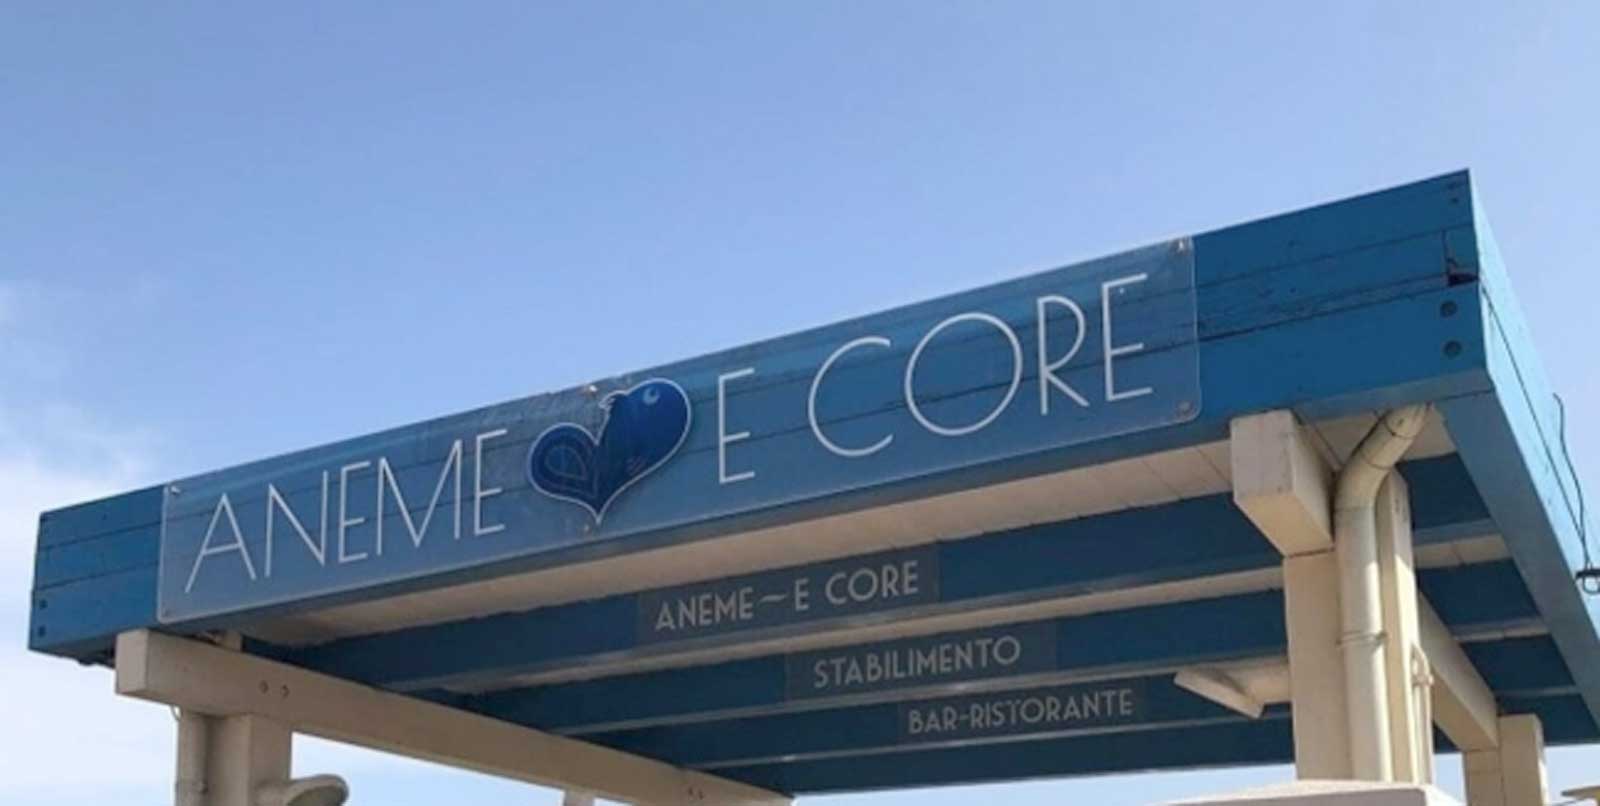 ANEME E CORE
ANEME~E CORE
STABILIMENTO
BAR-RISTORANTE